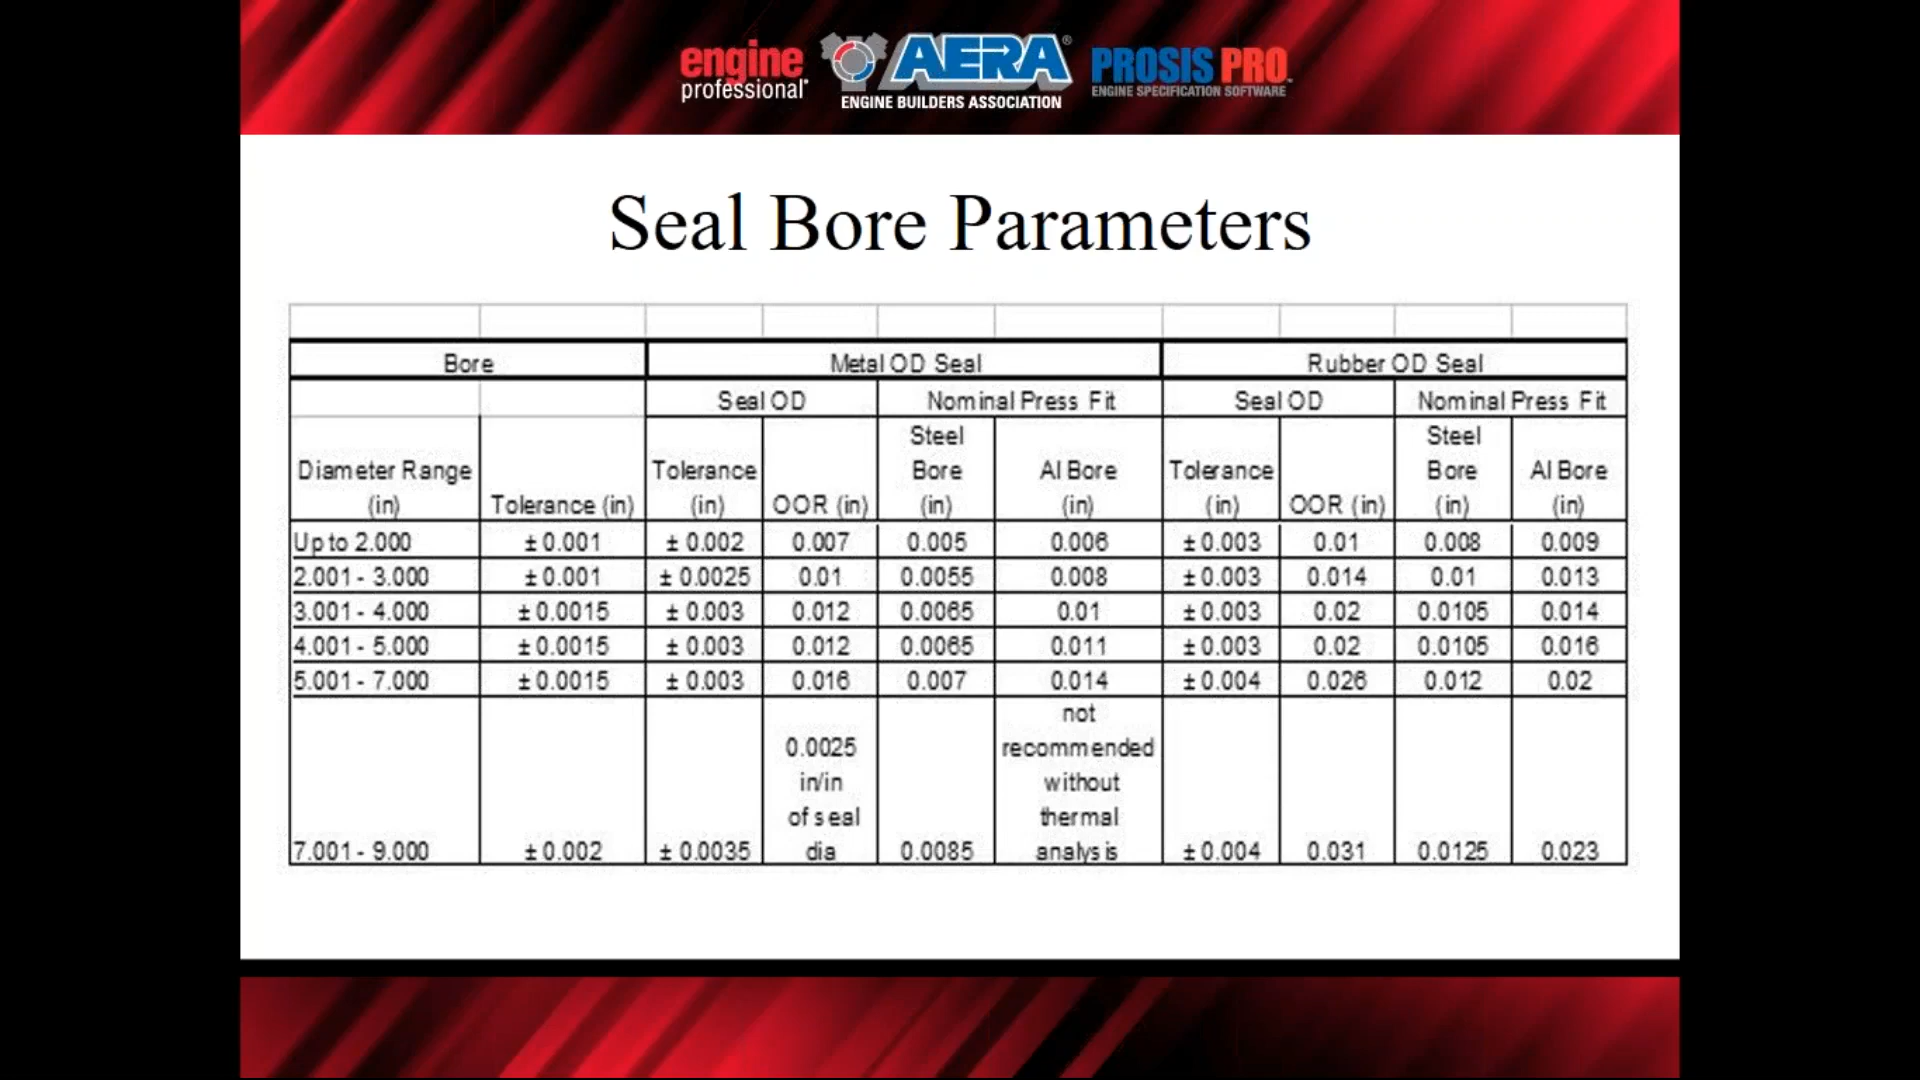 engine
professional
AERA®
ENGINE BUILDERS ASSOCIATION
PROSIS PRO™
ENGINE SPECIFICATION SOFTWARE
Seal Bore Parameters
Bore Metal OD Seal Rubber OD Seal
Seal OD Nominal Press Fit Seal OD Nominal Press Fit
Diameter Range (in) Tolerance (in) Tolerance (in) OOR (in) Steel Bore (in) Al Bore (in) Tolerance (in) OOR (in) Steel Bore (in) Al Bore (in)
Up to 2.000 ± 0.001 ± 0.002 0.007 0.005 0.006 ± 0.003 0.01 0.008 0.009
2.001 - 3.000 ± 0.001 ± 0.0025 0.01 0.0055 0.008 ± 0.003 0.014 0.01 0.013
3.001 - 4.000 ± 0.0015 ± 0.003 0.012 0.0065 0.01 ± 0.003 0.02 0.0105 0.014
4.001 - 5.000 ± 0.0015 ± 0.003 0.012 0.0065 0.011 ± 0.003 0.02 0.0105 0.016
5.001 - 7.000 ± 0.0015 ± 0.003 0.016 0.007 0.014 ± 0.004 0.026 0.012 0.02
7.001 - 9.000 ± 0.002 ± 0.0035 0.0025 in/in of seal dia 0.0085 not recommended without thermal analysis ± 0.004 0.031 0.0125 0.023